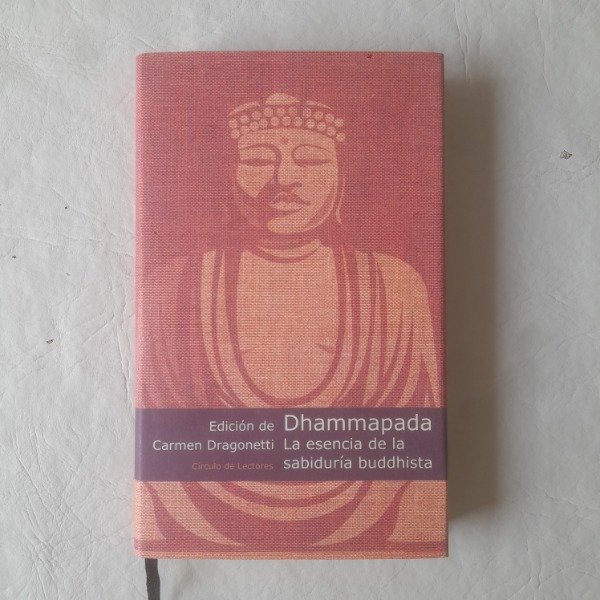 Edición de
Carmen Dragonetti
Círculo de Lectores
Dhammapada
La esencia de la
sabiduría buddhista